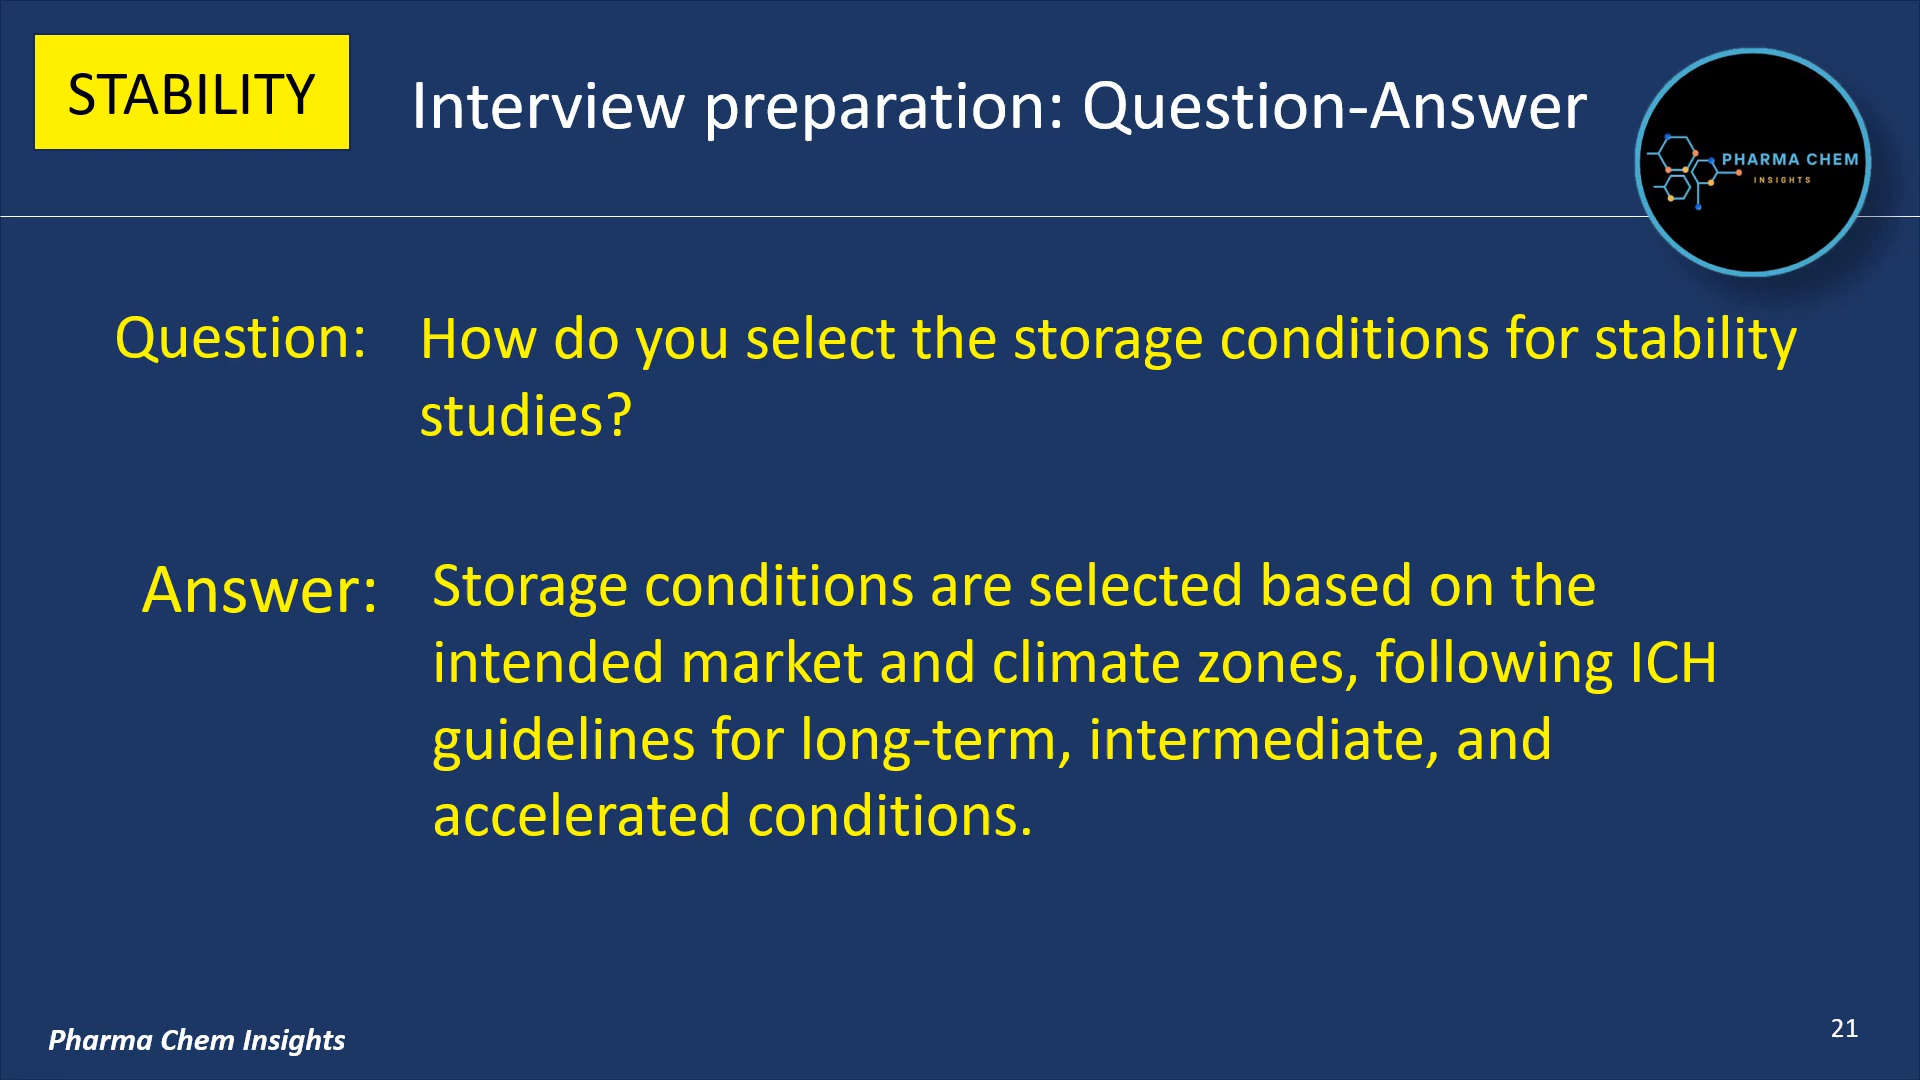 STABILITY
Interview preparation: Question-Answer
PHARMA CHEM
INSIGHTS
Question:
How do you select the storage conditions for stability
studies?
Answer:
Storage conditions are selected based on the
intended market and climate zones, following ICH
guidelines for long-term, intermediate, and
accelerated conditions.
Pharma Chem Insights
21